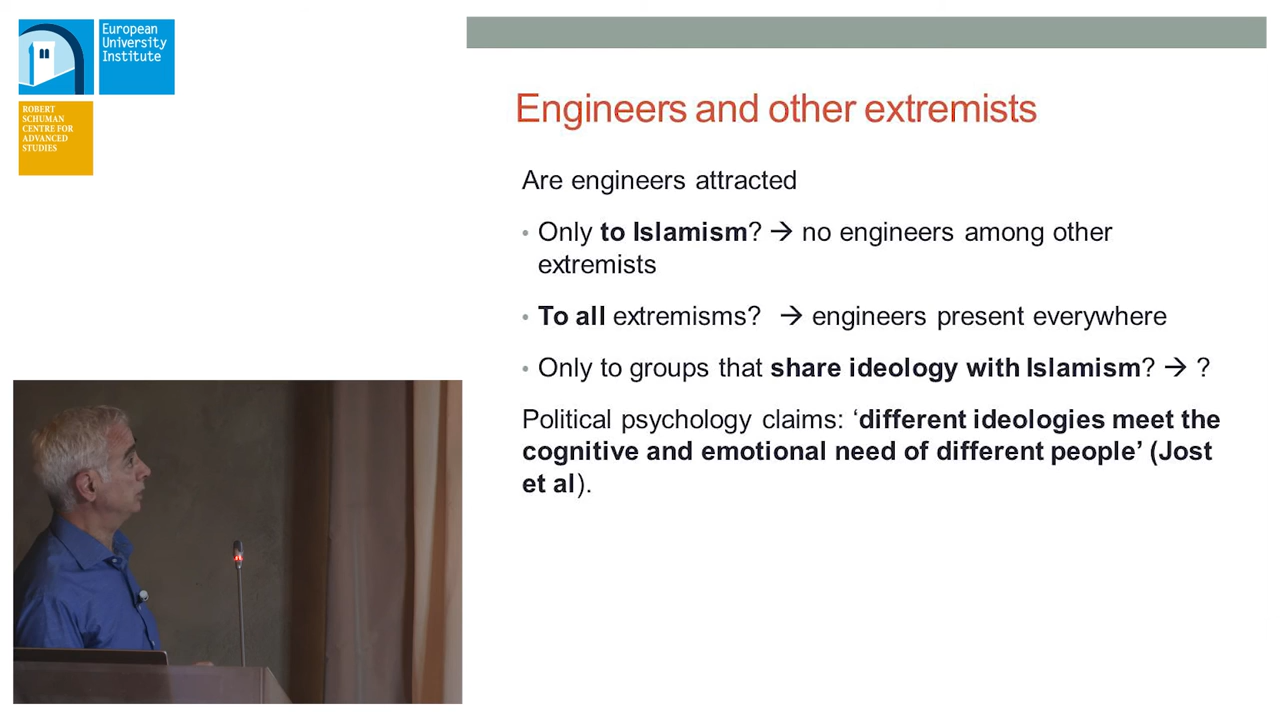 European
University
Institute
ROBERT
SCHUMAN
CENTRE FOR
ADVANCED
STUDIES
Engineers and other extremists
Are engineers attracted
• Only to Islamism? → no engineers among other
extremists
• To all extremisms? → engineers present everywhere
• Only to groups that share ideology with Islamism? → ?
Political psychology claims: ‘different ideologies meet the
cognitive and emotional need of different people’ (Jost
et al).